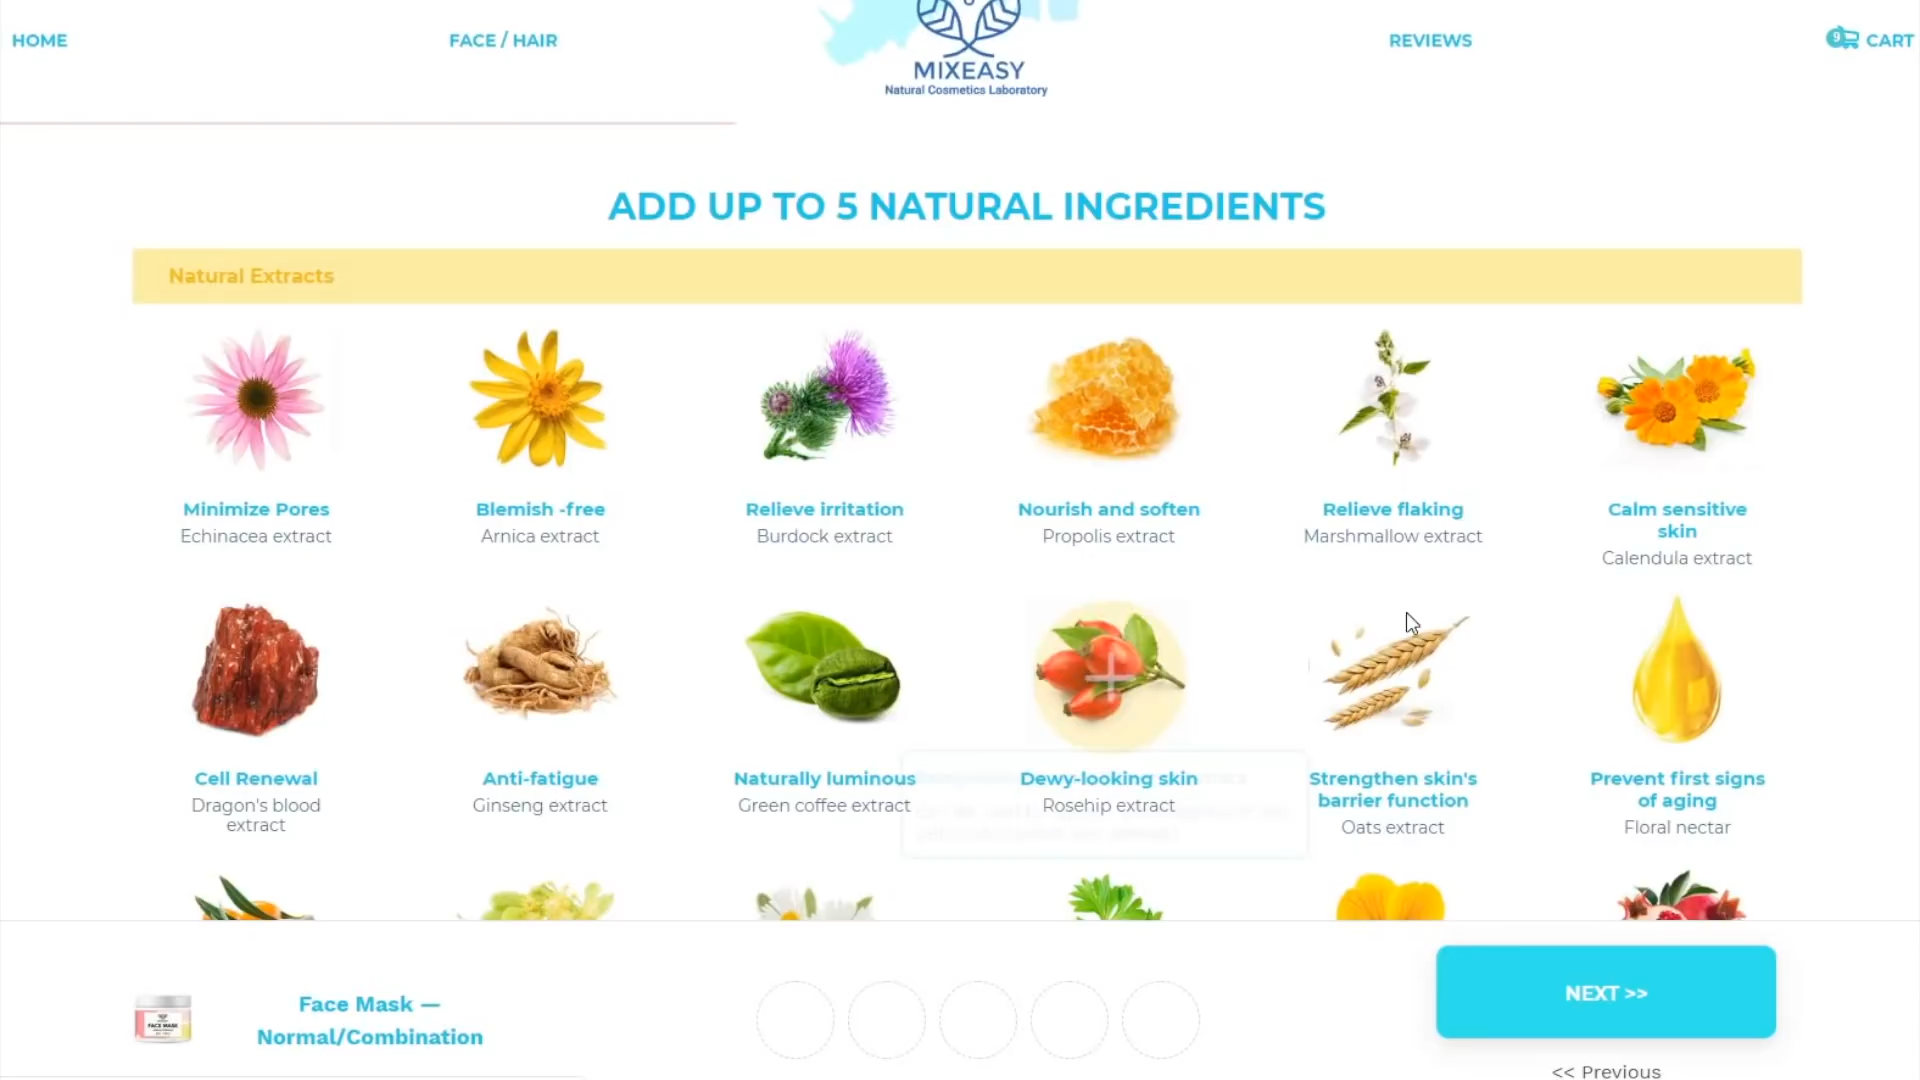 HOME
FACE / HAIR
MIXEASY
Natural Cosmetics Laboratory
REVIEWS
9
CART
ADD UP TO 5 NATURAL INGREDIENTS
Natural Extracts
Minimize Pores
Echinacea extract
Blemish -free
Arnica extract
Relieve irritation
Burdock extract
Nourish and soften
Propolis extract
Relieve flaking
Marshmallow extract
Calm sensitive
skin
Calendula extract
Cell Renewal
Dragon's blood
extract
Anti-fatigue
Ginseng extract
Naturally luminous
Green coffee extract
Dewy-looking skin
Rosehip extract
Strengthen skin's
barrier function
Oats extract
Prevent first signs
of aging
Floral nectar
FACE MASK
Face Mask —
Normal/Combination
NEXT >>
<< Previous